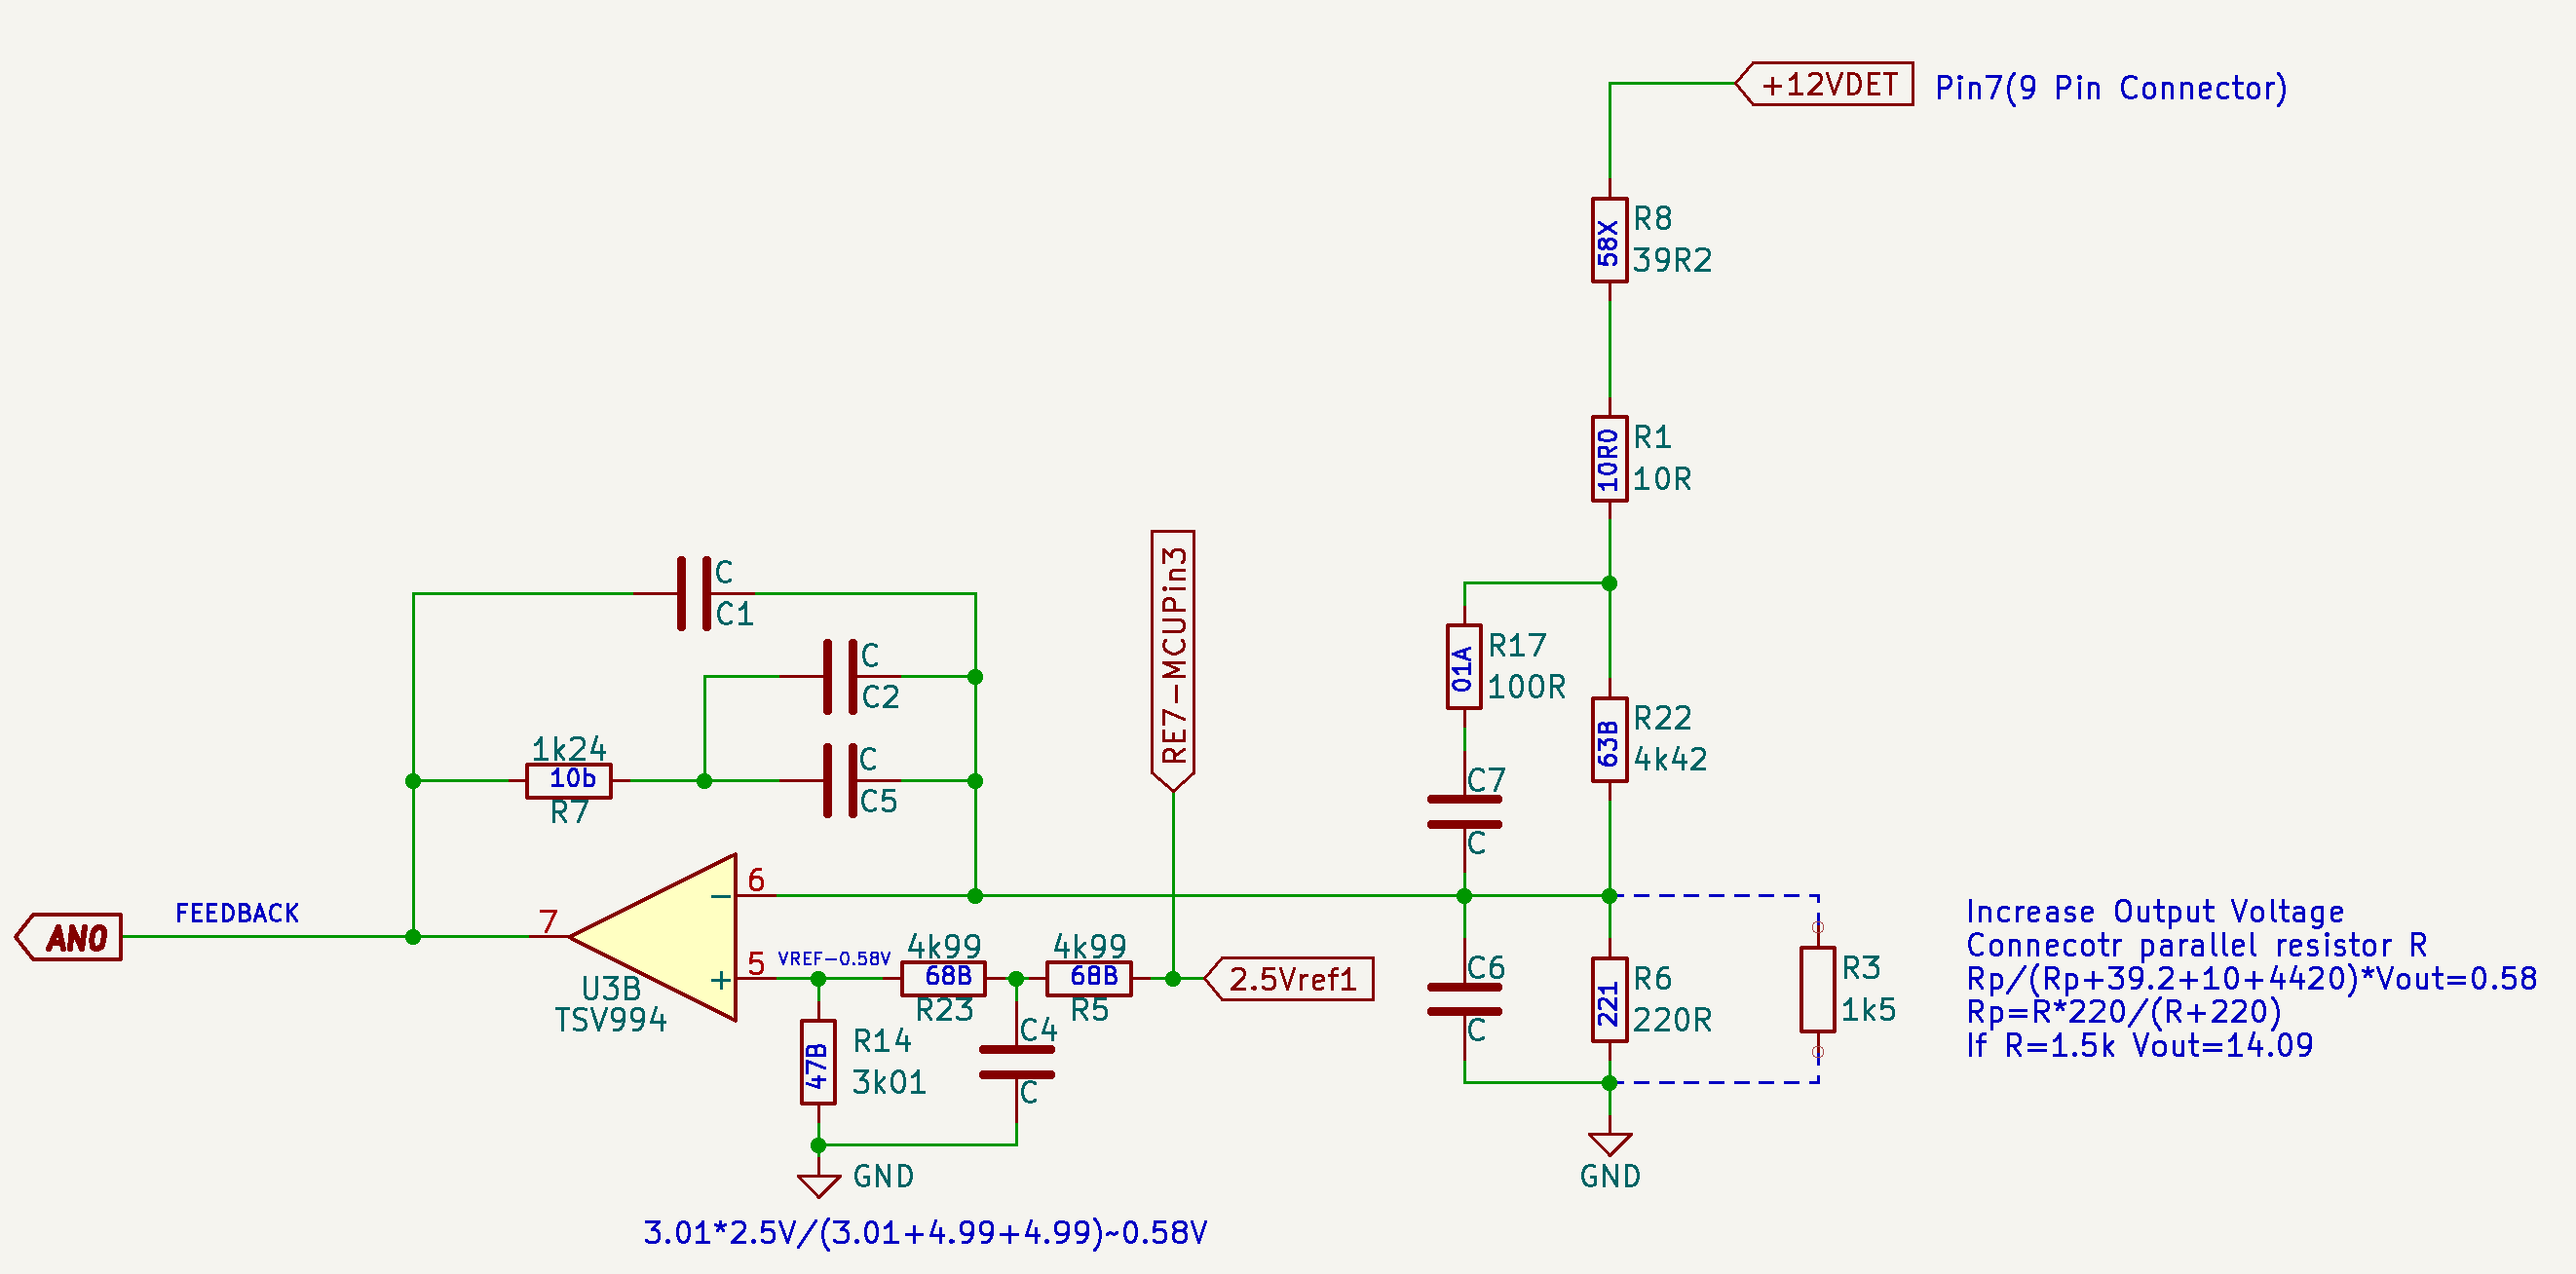 +12VDET
Pin7(9 Pin Connector)
58X
R8
39R2
10R0
R1
10R
RE7-MCUPin3
C
C1
C
C2
01A
R17
100R
63B
R22
4k42
1k24
10b
R7
C
C5
C7
C
6
FEEDBACK
AN0
7
-
5
+
U3B
TSV994
VREF-0.58V
4k99
68B
R23
4k99
68B
R5
2.5Vref1
C6
C
221
R6
220R
R3
1k5
Increase Output Voltage
Connecotr parallel resistor R
Rp/(Rp+39.2+10+4420)*Vout=0.58
Rp=R*220/(R+220)
If R=1.5k Vout=14.09
47B
R14
3k01
C4
C
GND
GND
3.01*2.5V/(3.01+4.99+4.99)~0.58V